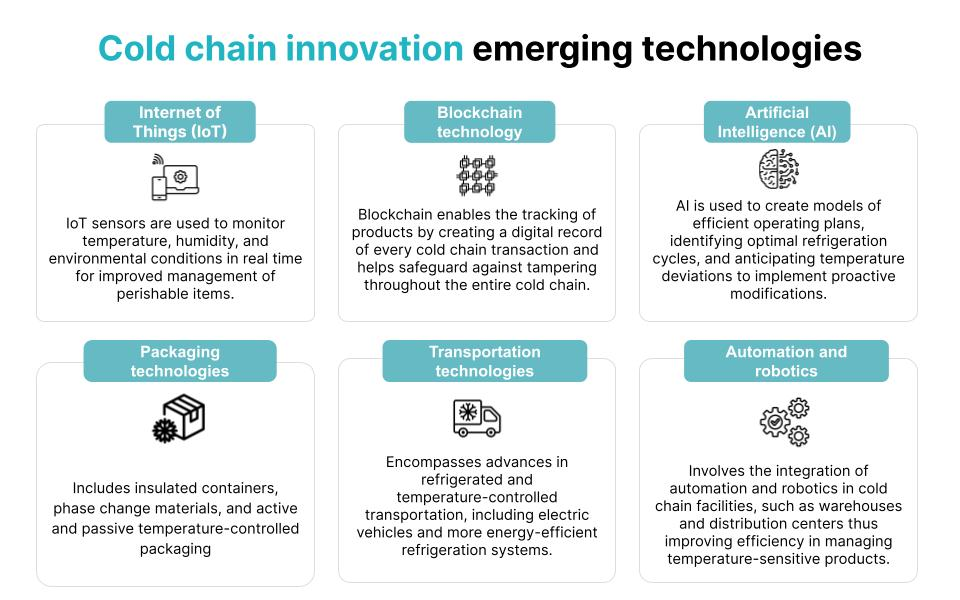 Cold chain innovation emerging technologies
Internet of
Things (IoT)
IoT sensors are used to monitor
temperature, humidity, and
environmental conditions in real time
for improved management of
perishable items.
Blockchain
technology
Blockchain enables the tracking of
products by creating a digital record
of every cold chain transaction and
helps safeguard against tampering
throughout the entire cold chain.
Artificial
Intelligence (AI)
AI is used to create models of
efficient operating plans,
identifying optimal refrigeration
cycles, and anticipating temperature
deviations to implement proactive
modifications.
Packaging
technologies
Includes insulated containers,
phase change materials, and active
and passive temperature-controlled
packaging
Transportation
technologies
Encompasses advances in
refrigerated and
temperature-controlled
transportation, including electric
vehicles and more energy-efficient
refrigeration systems.
Automation and
robotics
Involves the integration of
automation and robotics in cold
chain facilities, such as warehouses
and distribution centers thus
improving efficiency in managing
temperature-sensitive products.